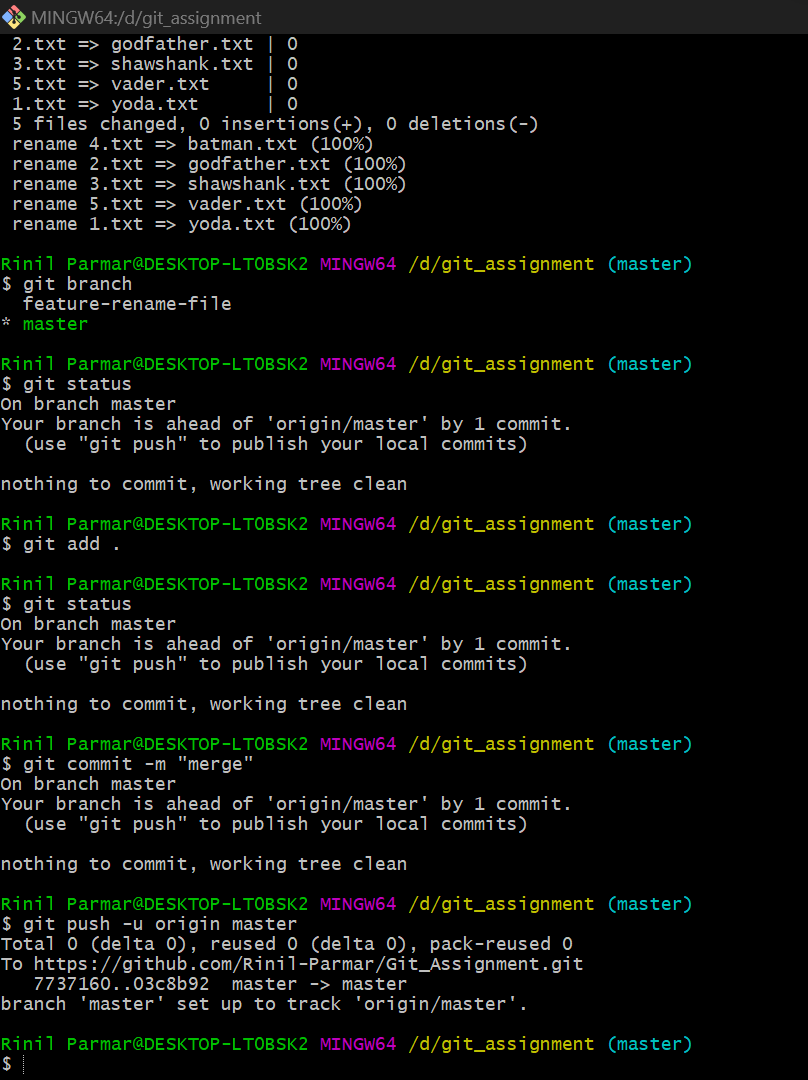 MINGW64:/d/git_assignment
 2.txt => godfather.txt | 0
 3.txt => shawshank.txt | 0
 5.txt => vader.txt     | 0
 1.txt => yoda.txt      | 0
 5 files changed, 0 insertions(+), 0 deletions(-)
 rename 4.txt => batman.txt (100%)
 rename 2.txt => godfather.txt (100%)
 rename 3.txt => shawshank.txt (100%)
 rename 5.txt => vader.txt (100%)
 rename 1.txt => yoda.txt (100%)

Rinil Parmar@DESKTOP-LT0BSK2 MINGW64 /d/git_assignment (master)
$ git branch
  feature-rename-file
* master

Rinil Parmar@DESKTOP-LT0BSK2 MINGW64 /d/git_assignment (master)
$ git status
On branch master
Your branch is ahead of 'origin/master' by 1 commit.
  (use "git push" to publish your local commits)

nothing to commit, working tree clean

Rinil Parmar@DESKTOP-LT0BSK2 MINGW64 /d/git_assignment (master)
$ git add .

Rinil Parmar@DESKTOP-LT0BSK2 MINGW64 /d/git_assignment (master)
$ git status
On branch master
Your branch is ahead of 'origin/master' by 1 commit.
  (use "git push" to publish your local commits)

nothing to commit, working tree clean

Rinil Parmar@DESKTOP-LT0BSK2 MINGW64 /d/git_assignment (master)
$ git commit -m "merge"
On branch master
Your branch is ahead of 'origin/master' by 1 commit.
  (use "git push" to publish your local commits)

nothing to commit, working tree clean

Rinil Parmar@DESKTOP-LT0BSK2 MINGW64 /d/git_assignment (master)
$ git push -u origin master
Total 0 (delta 0), reused 0 (delta 0), pack-reused 0
To https://github.com/Rinil-Parmar/Git_Assignment.git
   7737160..03c8b92  master -> master
branch 'master' set up to track 'origin/master'.

Rinil Parmar@DESKTOP-LT0BSK2 MINGW64 /d/git_assignment (master)
$